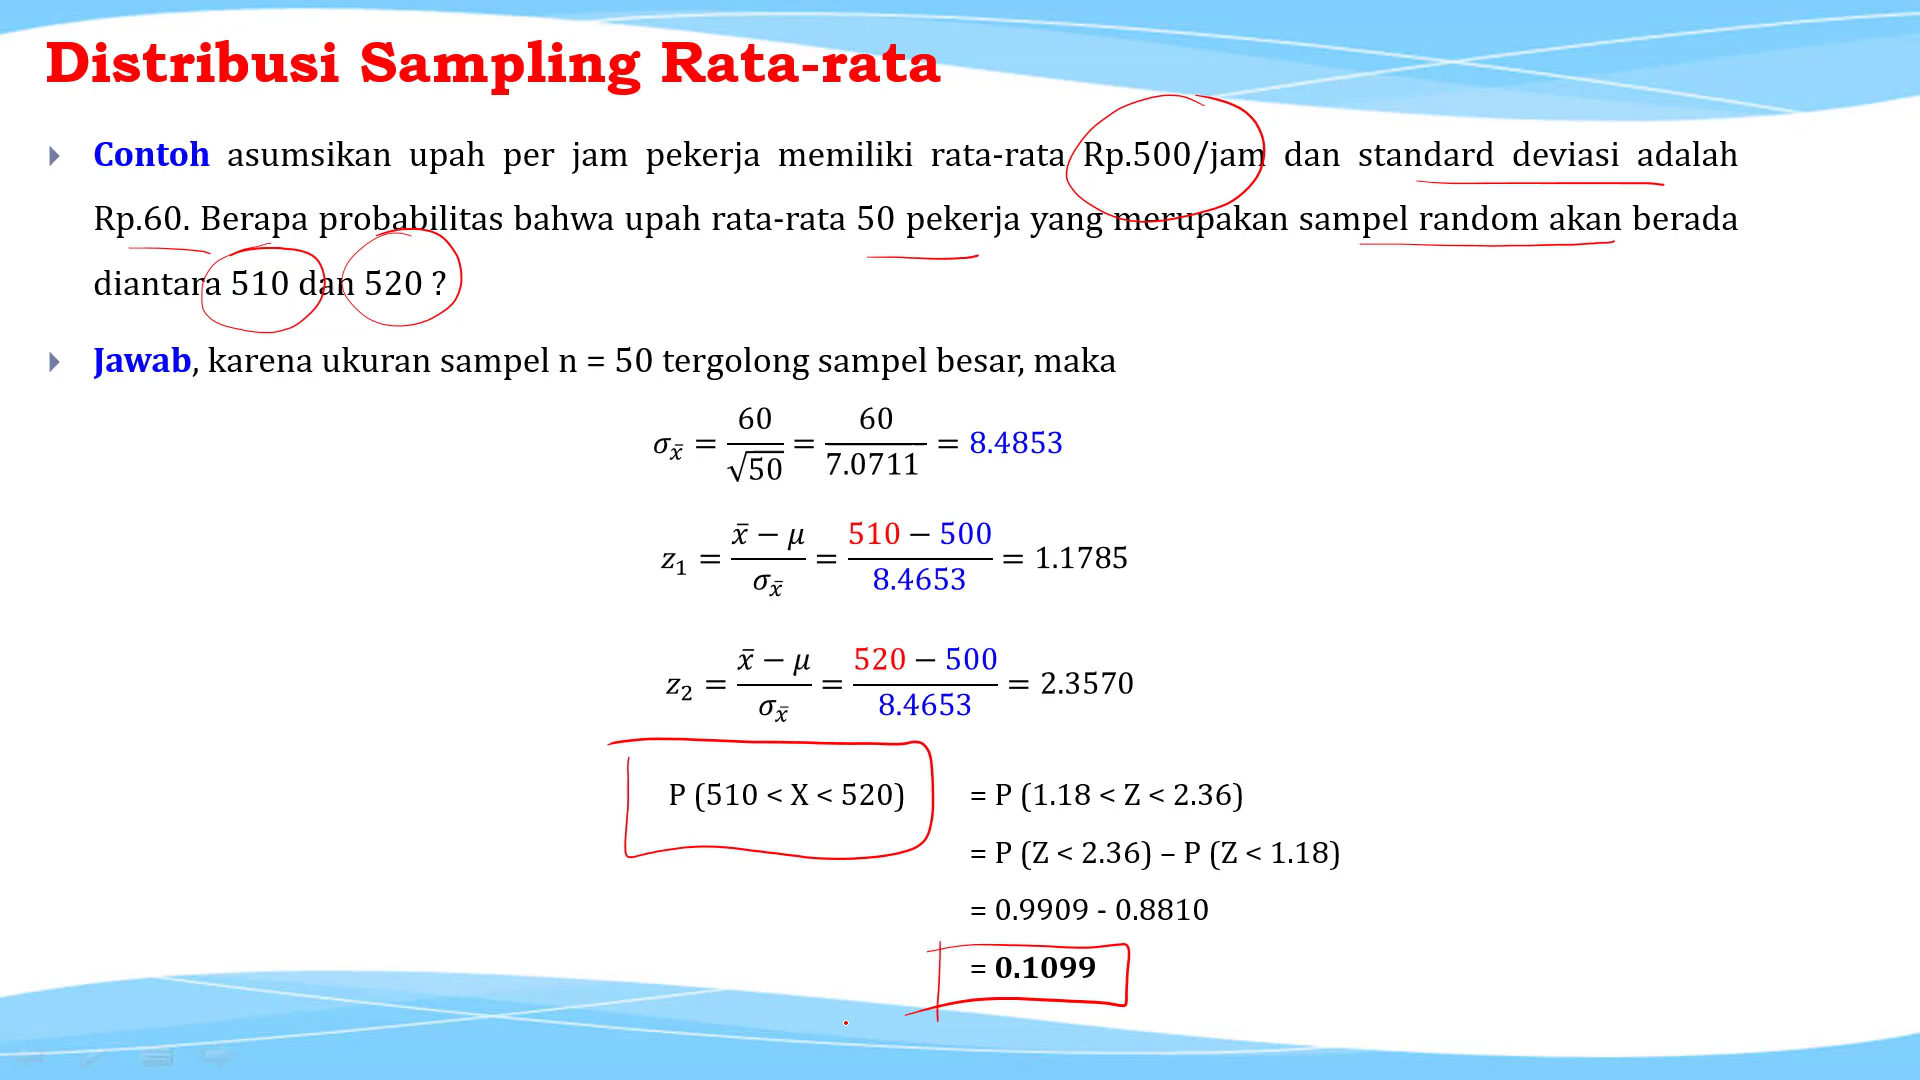 Distribusi Sampling Rata-rata
Contoh asumsikan upah per jam pekerja memiliki rata-rata Rp.500/jam dan standard deviasi adalah
Rp.60. Berapa probabilitas bahwa upah rata-rata 50 pekerja yang merupakan sampel random akan berada
diantara 510 dan 520 ?
Jawab, karena ukuran sampel n = 50 tergolong sampel besar, maka
σx̄ = 60/√50 = 60/7.0711 = 8.4853
z₁ = (x̄ − μ)/σx̄ = (510 − 500)/8.4653 = 1.1785
z₂ = (x̄ − μ)/σx̄ = (520 − 500)/8.4653 = 2.3570
P (510 < X < 520) = P (1.18 < Z < 2.36)
= P (Z < 2.36) – P (Z < 1.18)
= 0.9909 - 0.8810
= 0.1099